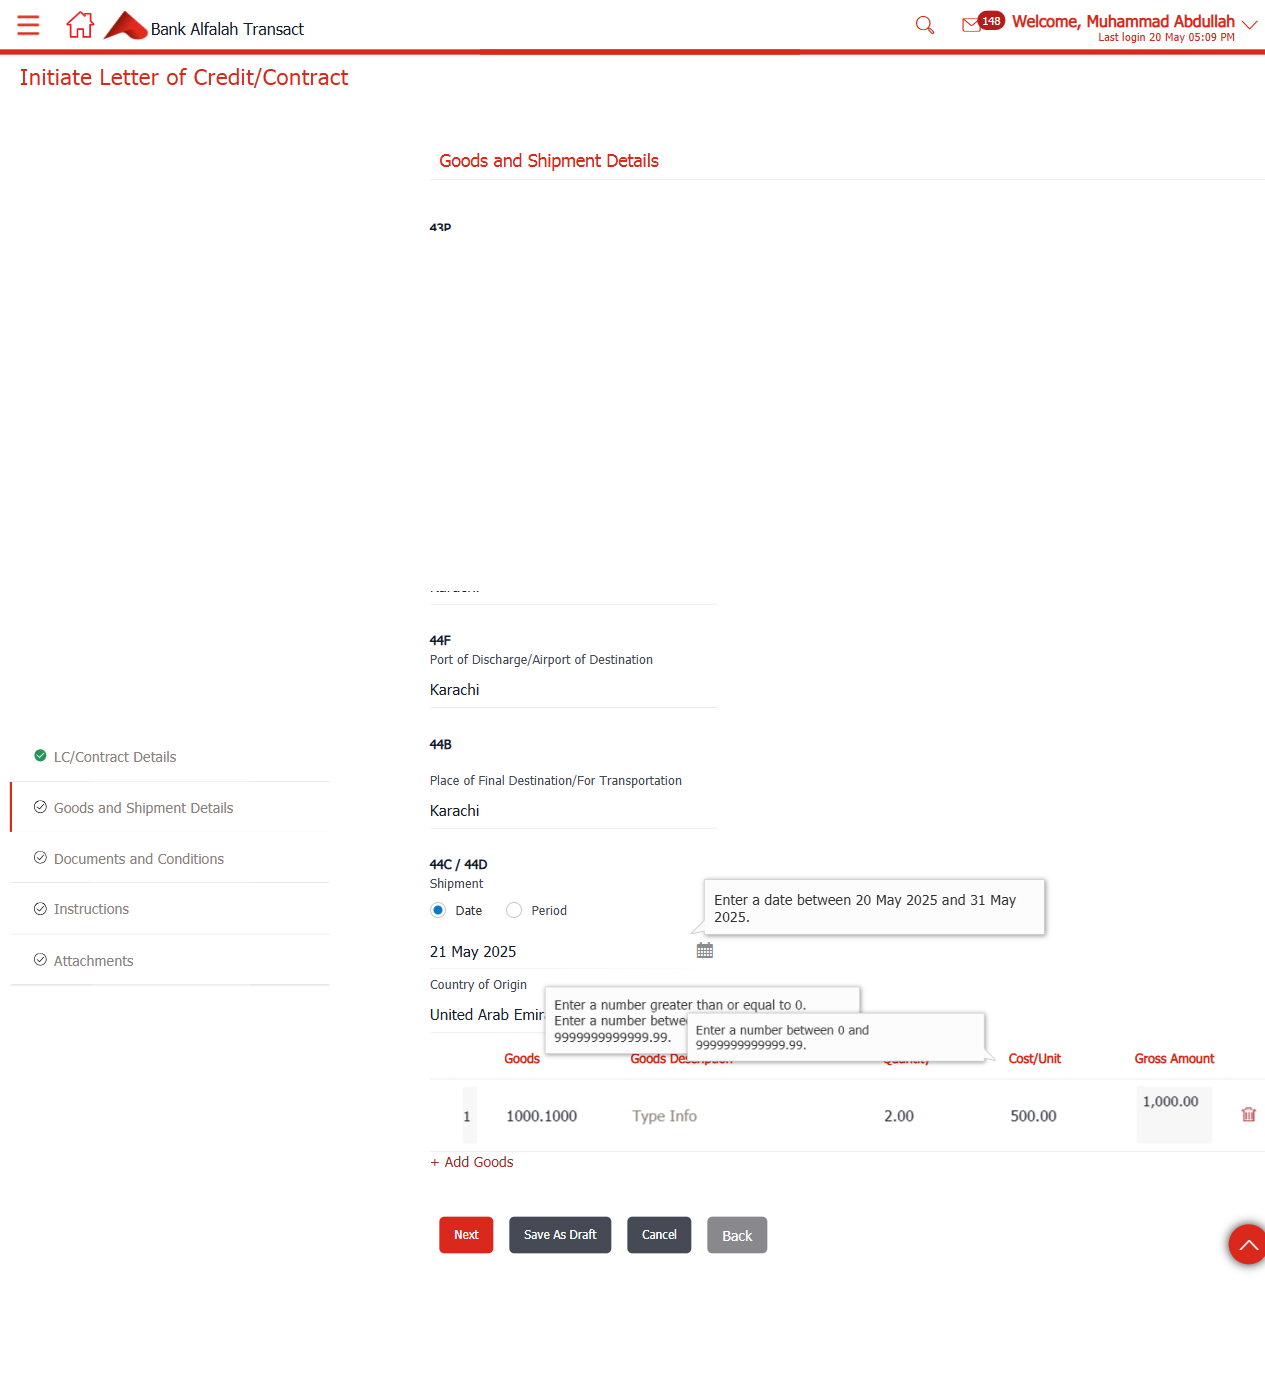 Bank Alfalah Transact
148
Welcome, Muhammad Abdullah
Last login 20 May 05:09 PM
Initiate Letter of Credit/Contract
Goods and Shipment Details
43P
44F
Port of Discharge/Airport of Destination
Karachi
44B
Place of Final Destination/For Transportation
Karachi
LC/Contract Details
Goods and Shipment Details
Documents and Conditions
Instructions
Attachments
44C / 44D
Shipment
Date Period
Enter a date between 20 May 2025 and 31 May
2025.
21 May 2025
Country of Origin
United Arab Emir
Enter a number greater than or equal to 0.
Enter a number betwe
9999999999999.99.
Enter a number between 0 and
9999999999999.99.
Goods Goods Description Quantity Cost/Unit Gross Amount
1 1000.1000 Type Info 2.00 500.00 1,000.00
+ Add Goods
Next Save As Draft Cancel Back